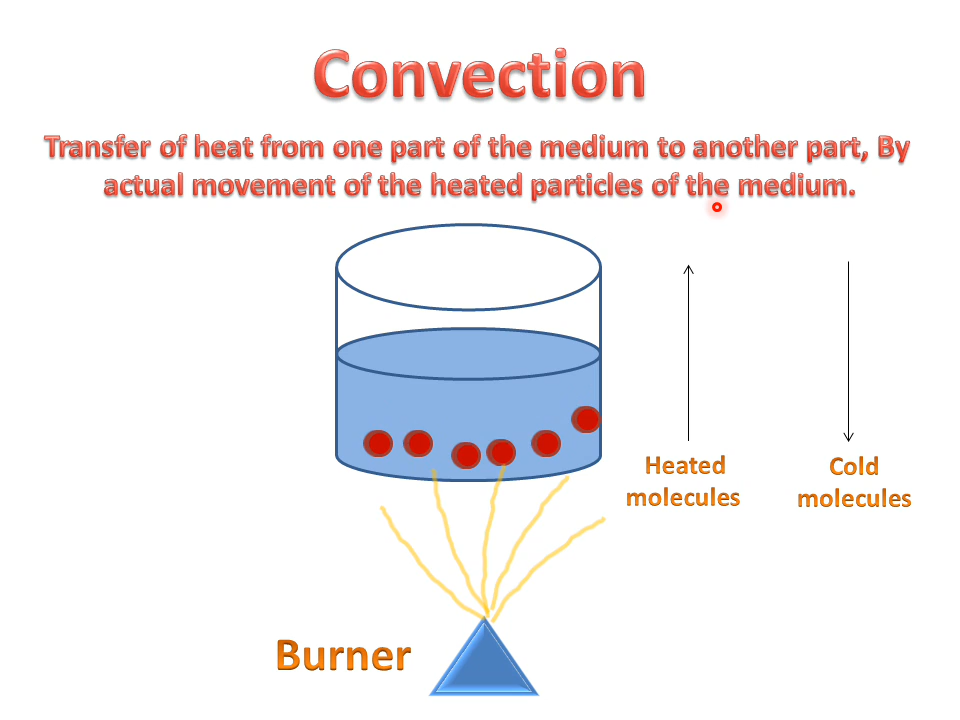 Convection
Transfer of heat from one part of the medium to another part, By
actual movement of the heated particles of the medium.
Heated
molecules
Cold
molecules
Burner